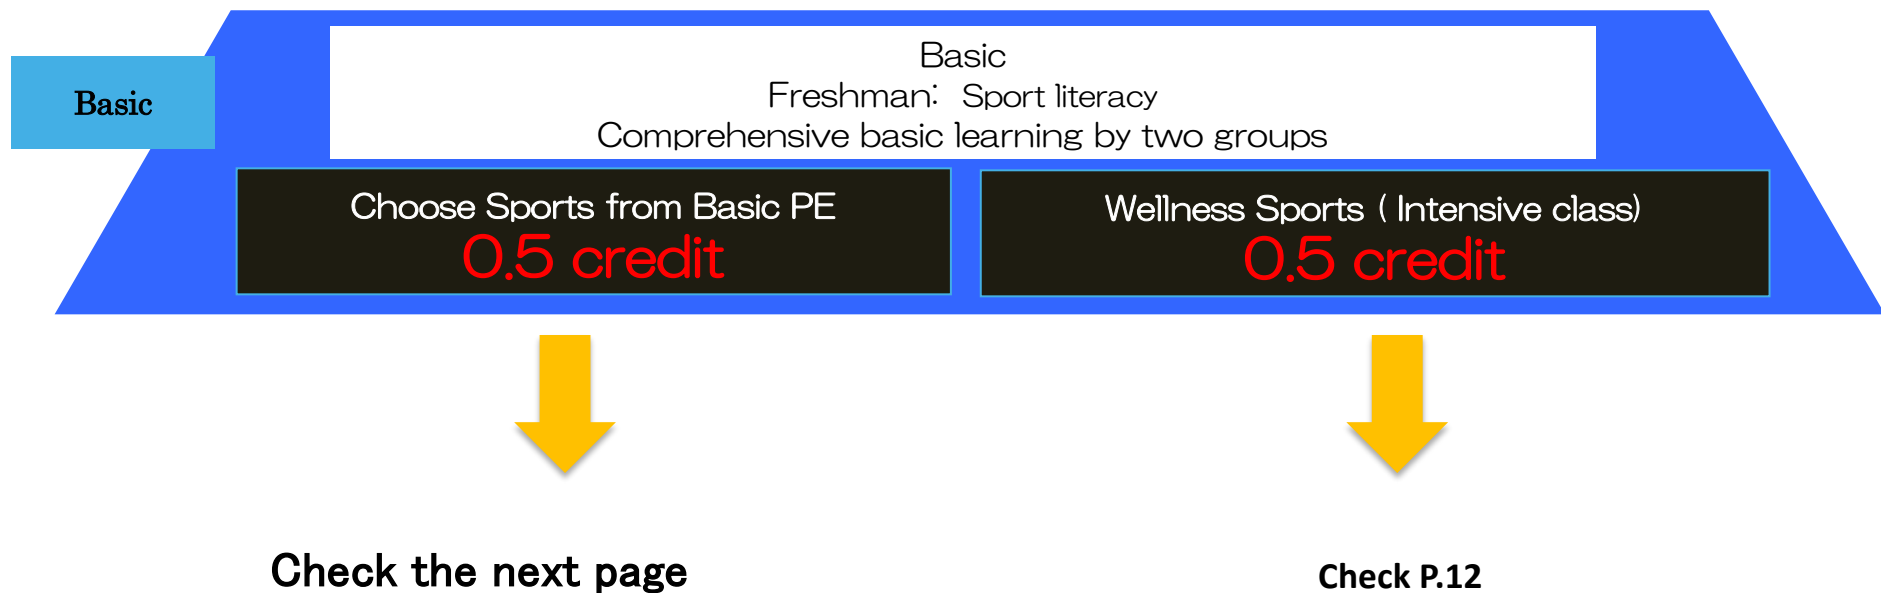 Basic
Basic
Freshman: Sport literacy
Comprehensive basic learning by two groups
Choose Sports from Basic PE
0.5 credit
Wellness Sports ( Intensive class)
0.5 credit
Check the next page
Check P.12